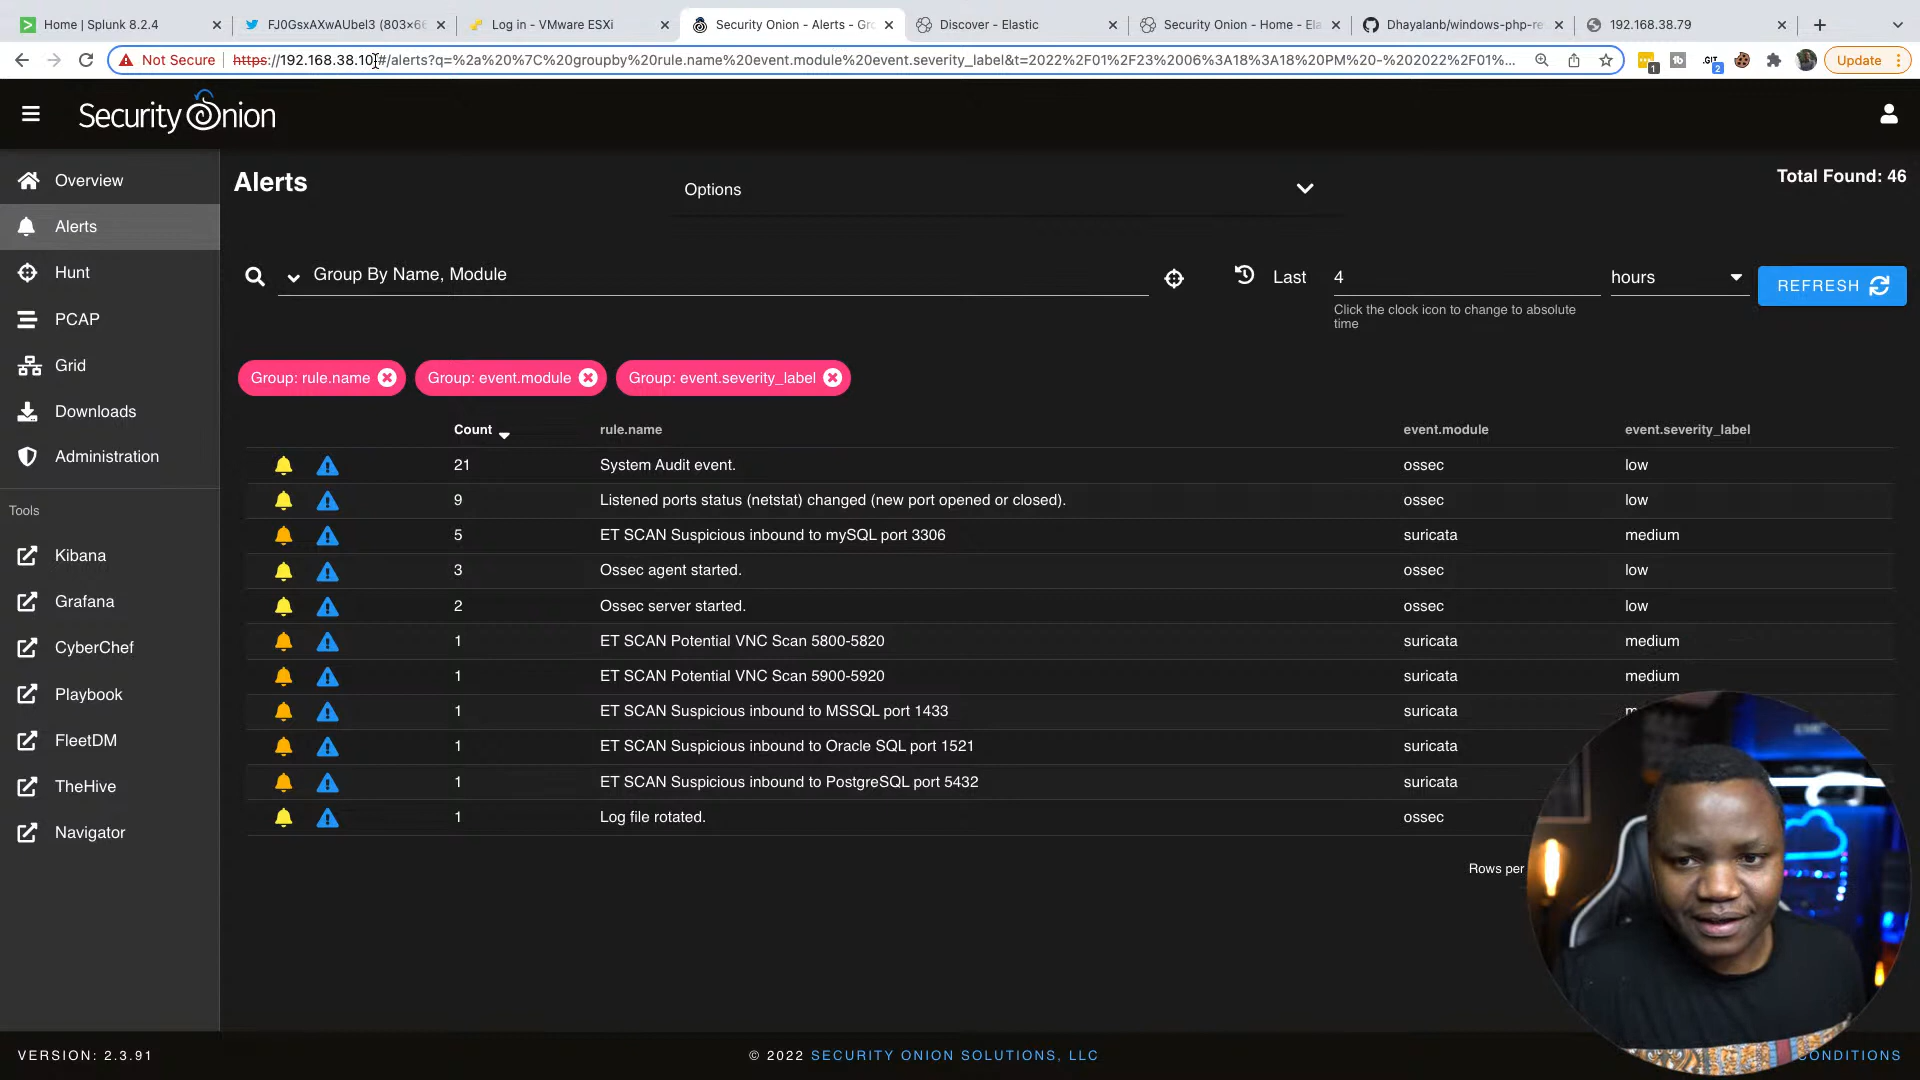 Home | Splunk 8.2.4
FJ0GsxAXwAUbel3 (803×66
Log in - VMware ESXi
Security Onion - Alerts - Gro
Discover - Elastic
Security Onion - Home - Ela
Dhayalanb/windows-php-re
192.168.38.79
Not Secure
https://192.168.38.10/#/alerts?q=%2a%20%7C%20groupby%20rule.name%20event.module%20event.severity_label&t=2022%2F01%2F23%2006%3A18%3A18%20PM%20-%202022%2F01%...
1
2
Update
Security Onion
Overview
Alerts
Hunt
PCAP
Grid
Downloads
Administration
Tools
Kibana
Grafana
CyberChef
Playbook
FleetDM
TheHive
Navigator
Alerts
Options
Total Found: 46
Group By Name, Module
Last
4
hours
REFRESH
Click the clock icon to change to absolute
time
Group: rule.name
Group: event.module
Group: event.severity_label
Count rule.name event.module event.severity_label
21 System Audit event. ossec low
9 Listened ports status (netstat) changed (new port opened or closed). ossec low
5 ET SCAN Suspicious inbound to mySQL port 3306 suricata medium
3 Ossec agent started. ossec low
2 Ossec server started. ossec low
1 ET SCAN Potential VNC Scan 5800-5820 suricata medium
1 ET SCAN Potential VNC Scan 5900-5920 suricata medium
1 ET SCAN Suspicious inbound to MSSQL port 1433 suricata
1 ET SCAN Suspicious inbound to Oracle SQL port 1521 suricata
1 ET SCAN Suspicious inbound to PostgreSQL port 5432 suricata
1 Log file rotated. ossec
Rows per
VERSION: 2.3.91
© 2022 SECURITY ONION SOLUTIONS, LLC
CONDITIONS